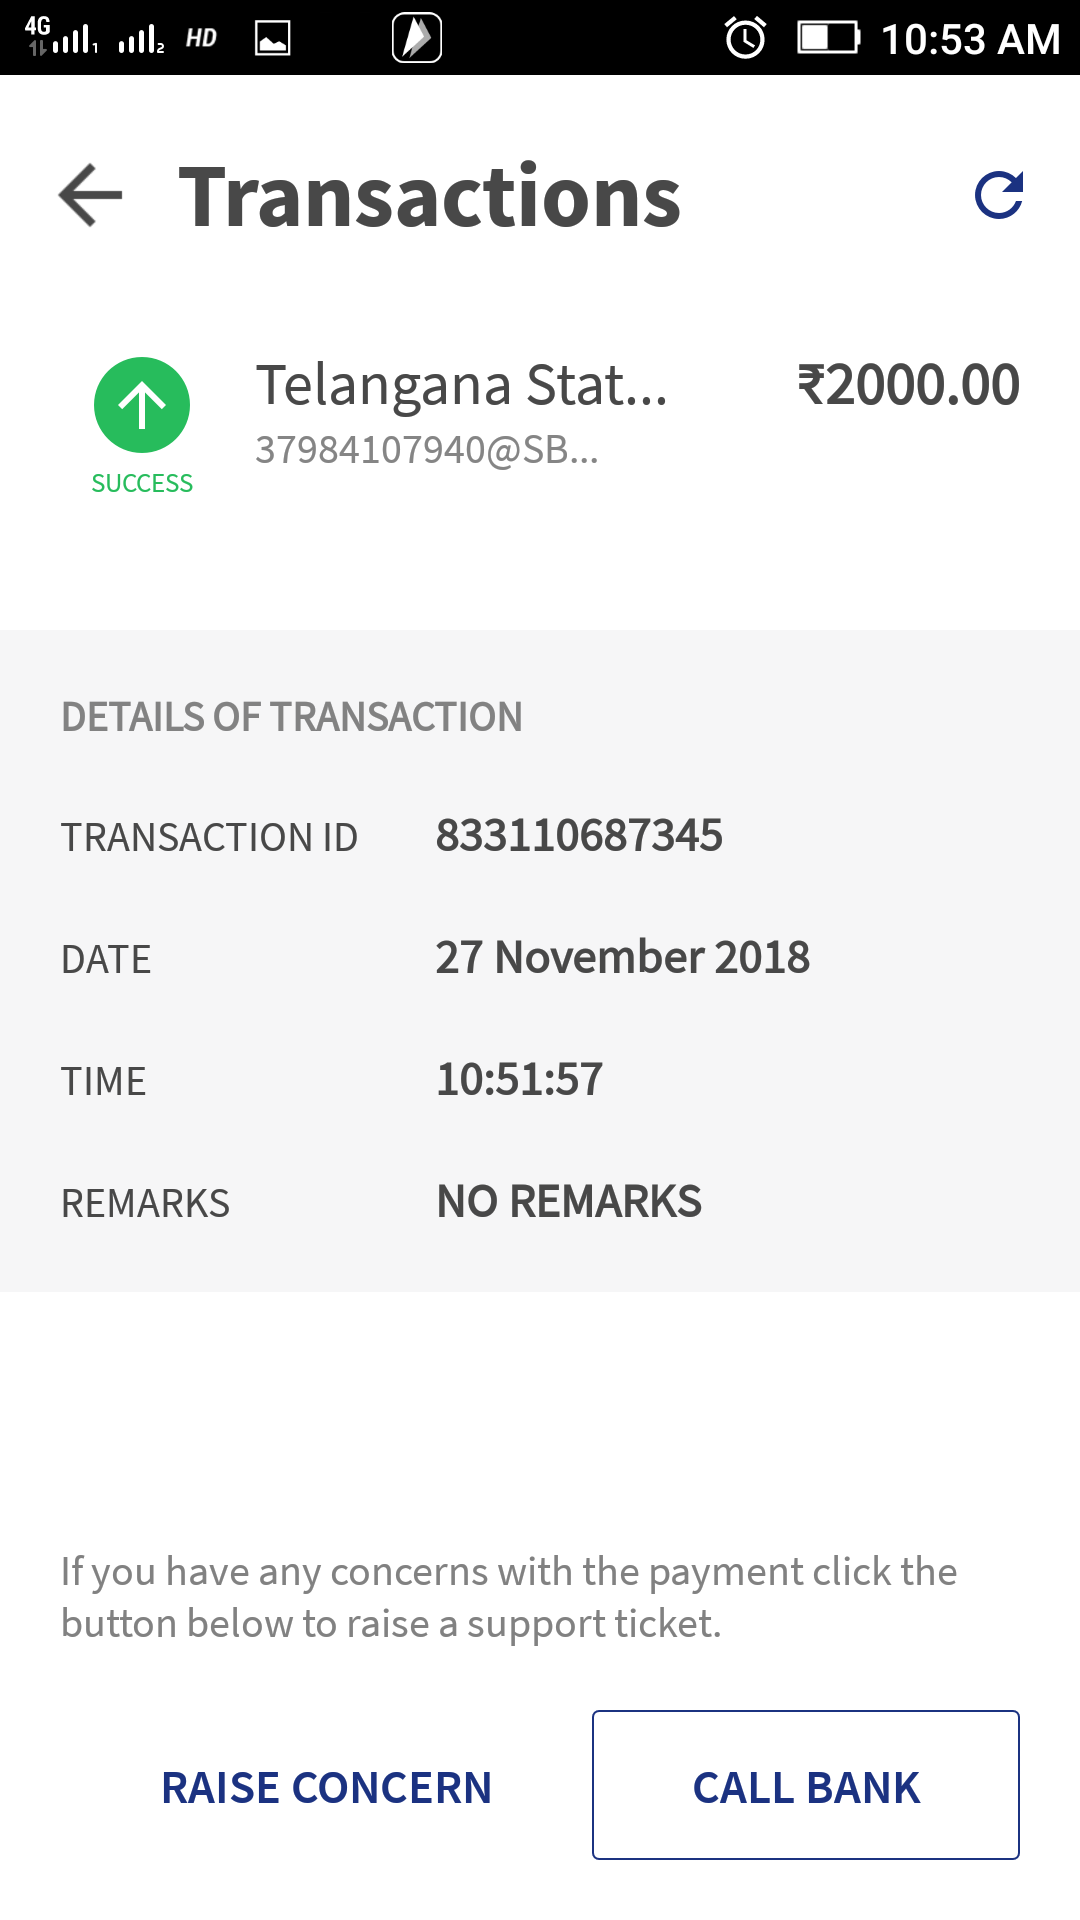 4G 1 2 HD 10:53 AM
Transactions
Telangana Stat... ₹2000.00
37984107940@SB...
SUCCESS
DETAILS OF TRANSACTION
TRANSACTION ID 833110687345
DATE 27 November 2018
TIME 10:51:57
REMARKS NO REMARKS
If you have any concerns with the payment click the
button below to raise a support ticket.
RAISE CONCERN CALL BANK